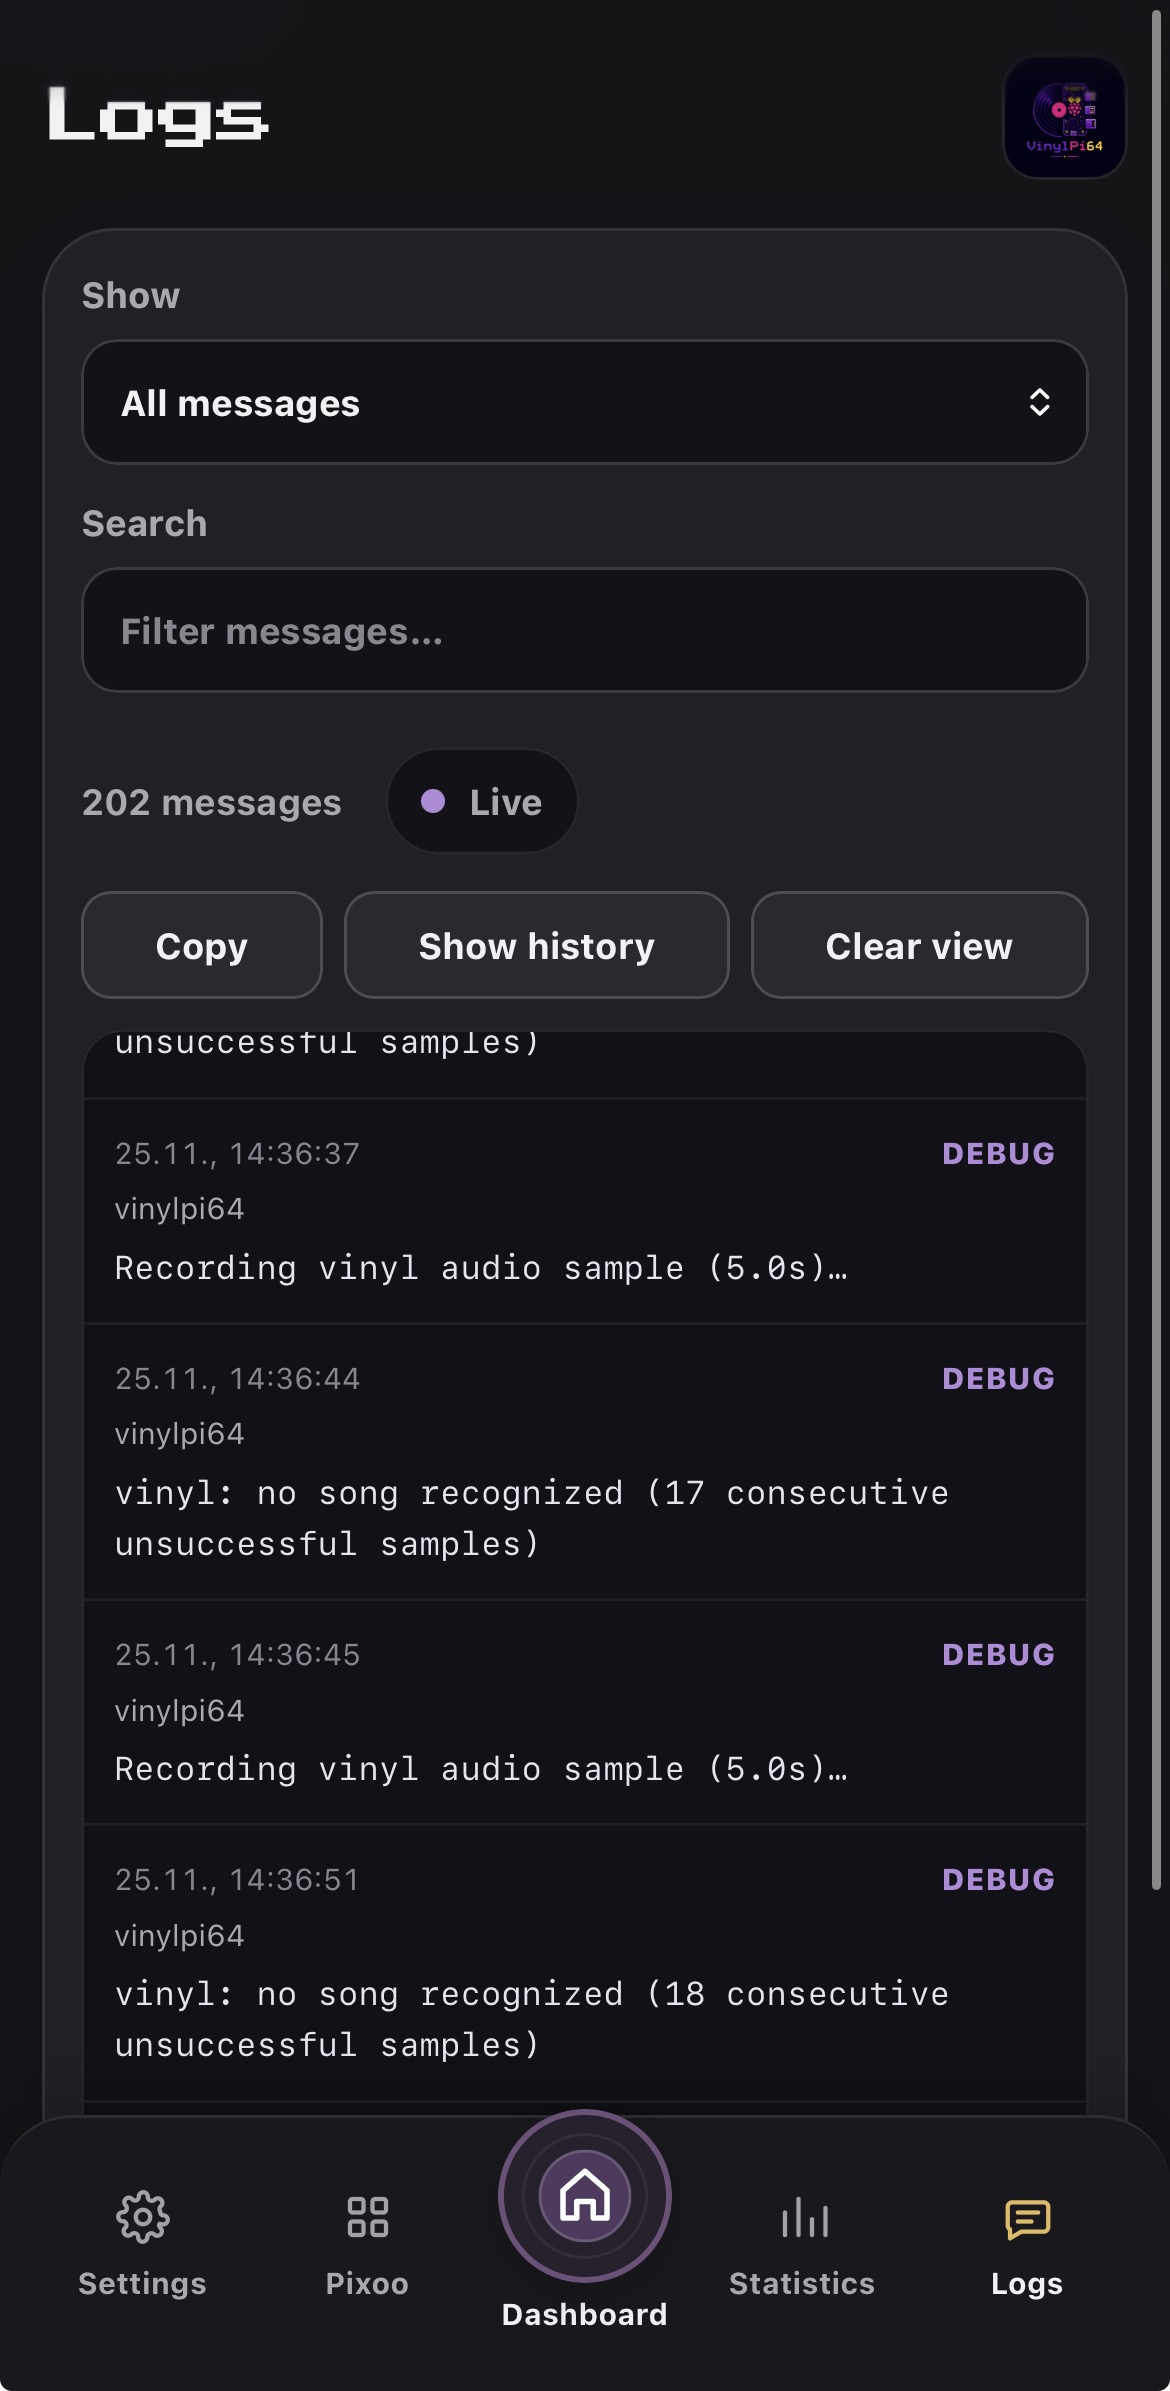 Logs
VinylPi64
Show
All messages
Search
Filter messages...
202 messages
Live
Copy
Show history
Clear view
unsuccessful samples)
25.11., 14:36:37
DEBUG
vinylpi64
Recording vinyl audio sample (5.0s)…
25.11., 14:36:44
DEBUG
vinylpi64
vinyl: no song recognized (17 consecutive
unsuccessful samples)
25.11., 14:36:45
DEBUG
vinylpi64
Recording vinyl audio sample (5.0s)…
25.11., 14:36:51
DEBUG
vinylpi64
vinyl: no song recognized (18 consecutive
unsuccessful samples)
Settings
Pixoo
Dashboard
Statistics
Logs